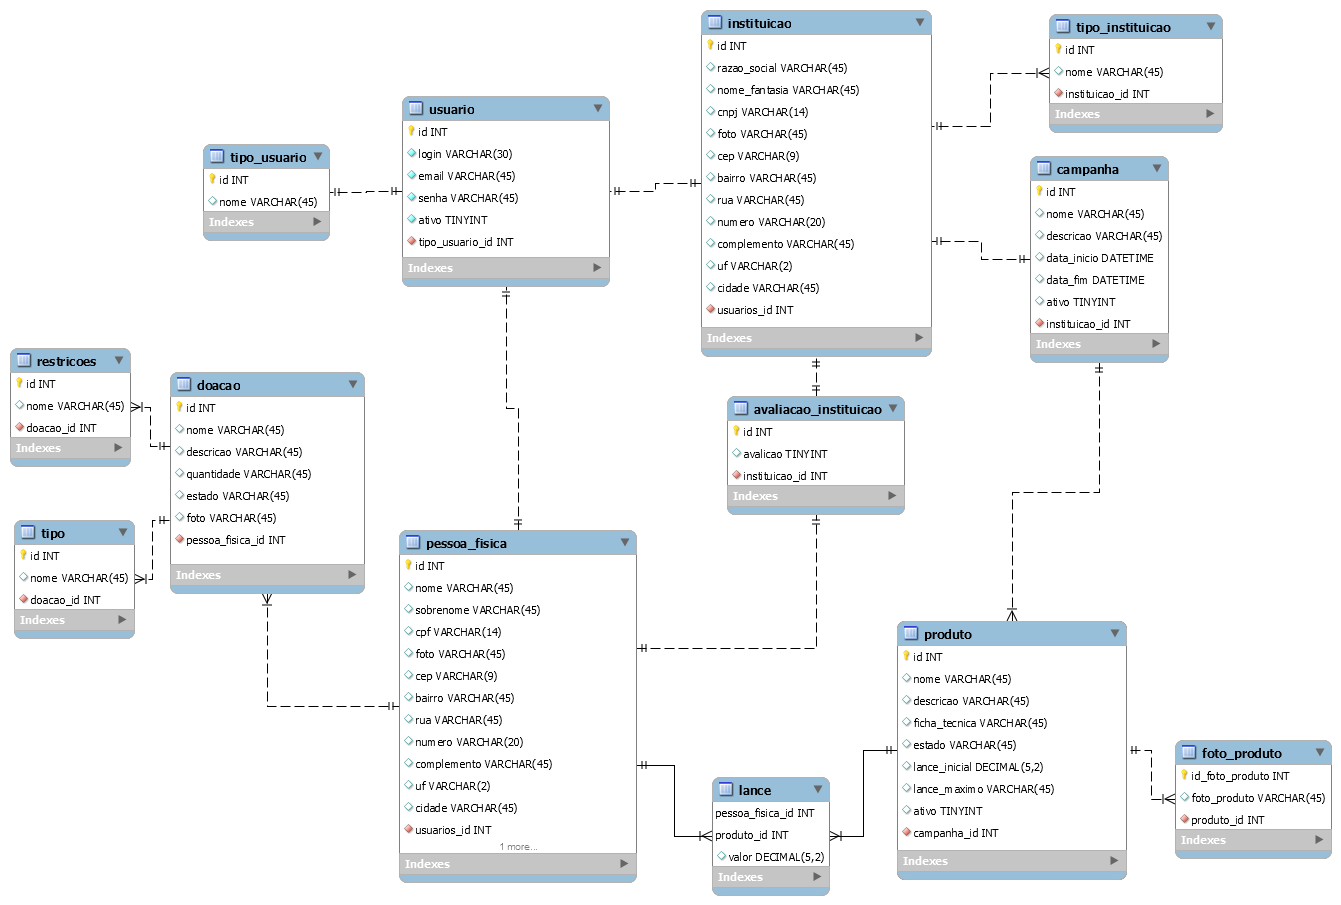 instituicao
id INT
razao_social VARCHAR(45)
nome_fantasia VARCHAR(45)
cnpj VARCHAR(14)
foto VARCHAR(45)
cep VARCHAR(9)
bairro VARCHAR(45)
rua VARCHAR(45)
numero VARCHAR(20)
complemento VARCHAR(45)
uf VARCHAR(2)
cidade VARCHAR(45)
usuarios_id INT
Indexes
tipo_instituicao
id INT
nome VARCHAR(45)
instituicao_id INT
Indexes
usuario
id INT
login VARCHAR(30)
email VARCHAR(45)
senha VARCHAR(45)
ativo TINYINT
tipo_usuario_id INT
Indexes
tipo_usuario
id INT
nome VARCHAR(45)
Indexes
campanha
id INT
nome VARCHAR(45)
descricao VARCHAR(45)
data_inicio DATETIME
data_fim DATETIME
ativo TINYINT
instituicao_id INT
Indexes
restricoes
id INT
nome VARCHAR(45)
doacao_id INT
Indexes
doacao
id INT
nome VARCHAR(45)
descricao VARCHAR(45)
quantidade VARCHAR(45)
estado VARCHAR(45)
foto VARCHAR(45)
pessoa_fisica_id INT
Indexes
avaliacao_instituicao
id INT
avalicao TINYINT
instituicao_id INT
Indexes
tipo
id INT
nome VARCHAR(45)
doacao_id INT
Indexes
pessoa_fisica
id INT
nome VARCHAR(45)
sobrenome VARCHAR(45)
cpf VARCHAR(14)
foto VARCHAR(45)
cep VARCHAR(9)
bairro VARCHAR(45)
rua VARCHAR(45)
numero VARCHAR(20)
complemento VARCHAR(45)
uf VARCHAR(2)
cidade VARCHAR(45)
usuarios_id INT
1 more...
Indexes
produto
id INT
nome VARCHAR(45)
descricao VARCHAR(45)
ficha_tecnica VARCHAR(45)
estado VARCHAR(45)
lance_inicial DECIMAL(5,2)
lance_maximo VARCHAR(45)
ativo TINYINT
campanha_id INT
Indexes
foto_produto
id_foto_produto INT
foto_produto VARCHAR(45)
produto_id INT
Indexes
lance
pessoa_fisica_id INT
produto_id INT
valor DECIMAL(5,2)
Indexes